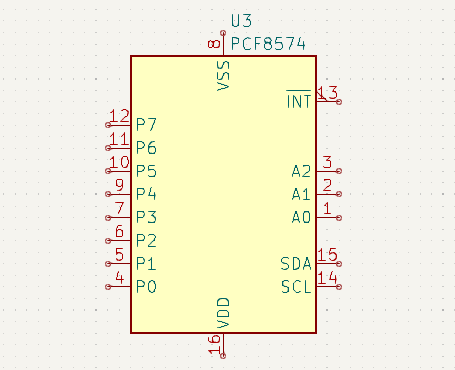 U3
8 PCF8574
VSS
INT 13
12 P7
11 P6
10 P5 A2 3
9 P4 A1 2
7 P3 A0 1
6 P2
5 P1 SDA 15
4 P0 SCL 14
VDD
16